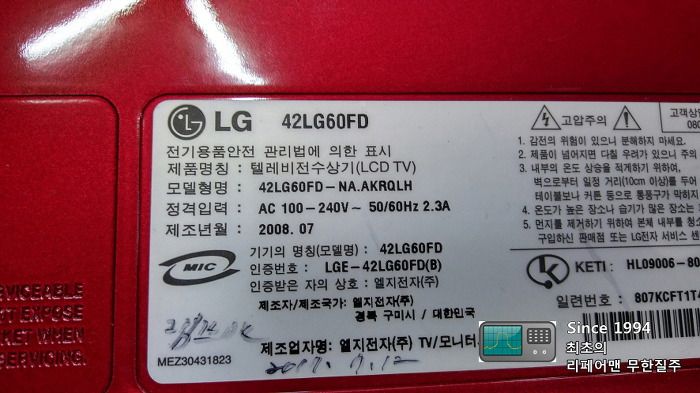 LG 42LG60FD
전기용품안전 관리법에 의한 표시
제품명칭 : 텔레비전수상기(LCD TV)
모델형명 : 42LG60FD-NA.AKRQLH
정격입력 : AC 100-240V~ 50/60Hz 2.3A
제조년월 : 2008. 07
MIC
기기의 명칭(모델명) : 42LG60FD
인증번호 : LGE-42LG60FD(B)
인증받은 자의 상호 : 엘지전자(주)
제조자/제조국가: 엘지전자(주)
경북 구미시 / 대한민국
제조업자명: 엘지전자(주) TV/모니터
MEZ30431823
2017. 7. 12
고압주의
고객상담
080
1. 감전의 위험이 있으니 분해하지 마세요.
2. 제품이 넘어지면 다칠 우려가 있으니 주의
3. 내부의 온도 상승을 적게하기 위하여,
벽으로부터 일정 거리(10cm 이상)를 두어
테이블보나 커튼 등으로 통풍구가 막히지
4. 온도가 높은 장소나 습기가 많은 장소는
5. 먼지를 제거하기 위하여 본체 안을
구입하신 판매점 또는 LG전자 서비스 센
K KETI : HL09006-80
일련번호 : 807KCFT1T
SERVICEABLE
NOT EXPOSE
KET WHEN
SERVICING.
Since 1994
최초의
리페어맨 무한질주